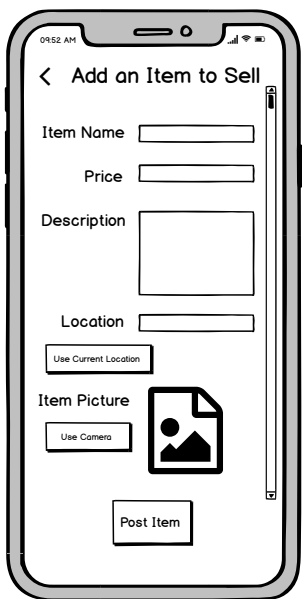 09:52 AM
Add an Item to Sell
Item Name
Price
Description
Location
Use Current Location
Item Picture
Use Camera
Post Item